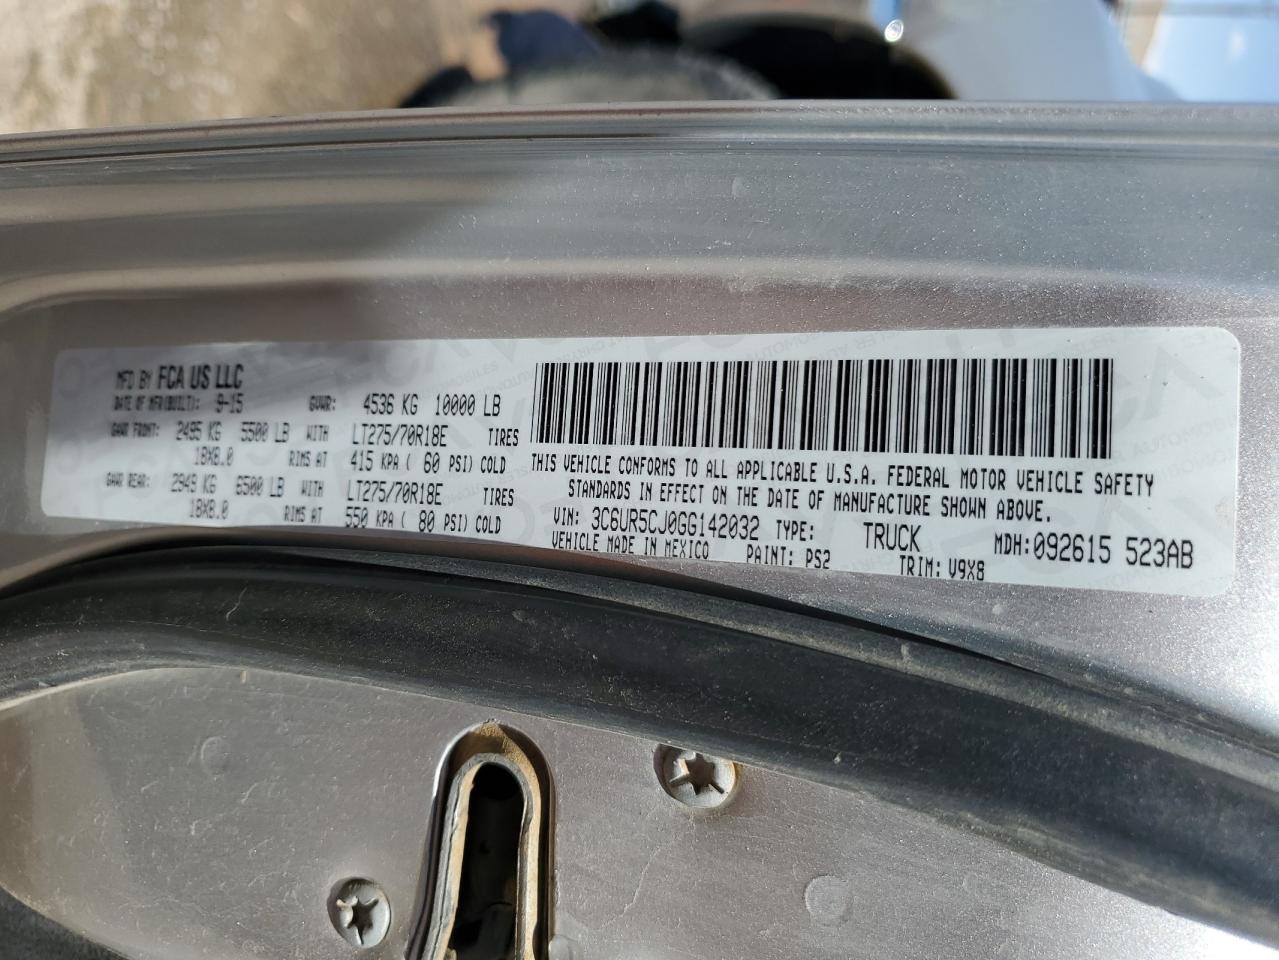 MFD BY FCA US LLC
DATE OF MFR(BUILT): 9-15 GVWR: 4536 KG 10000 LB
GAWR FRONT: 2495 KG 5500 LB WITH LT275/70R18E TIRES
18X8.0 RIMS AT 415 KPA ( 60 PSI) COLD
GAWR REAR: 2949 KG 6500 LB WITH LT275/70R18E TIRES
18X8.0 RIMS AT 550 KPA ( 80 PSI) COLD
THIS VEHICLE CONFORMS TO ALL APPLICABLE U.S.A. FEDERAL MOTOR VEHICLE SAFETY
STANDARDS IN EFFECT ON THE DATE OF MANUFACTURE SHOWN ABOVE.
VIN: 3C6UR5CJ0GG142032 TYPE: TRUCK MDH:092615 523AB
VEHICLE MADE IN MEXICO PAINT: PS2 TRIM: V9X8